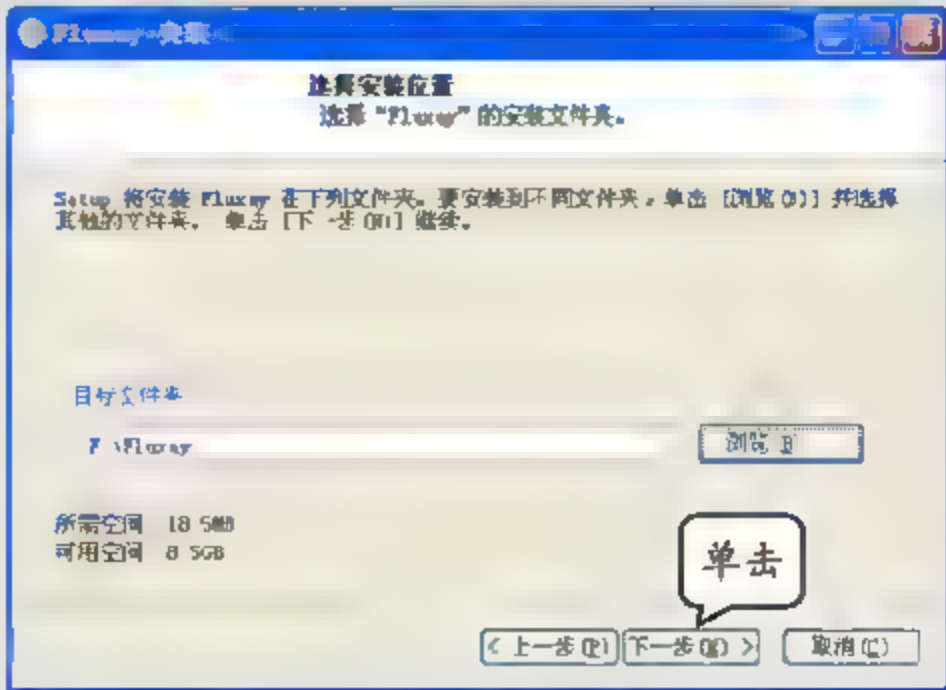 Fluxay 安装
选择安装位置
选择 "Fluxay" 的安装文件夹。
Setup 将安装 Fluxay 在下列文件夹。要安装到不同文件夹，单击 [浏览(B)] 并选择
其他的文件夹。 单击 [下一步(N)] 继续。
目标文件夹
F:\Fluxay
浏览(B)
所需空间: 18.5MB
可用空间: 8.5GB
单击
< 上一步(P) 下一步(N) > 取消(C)